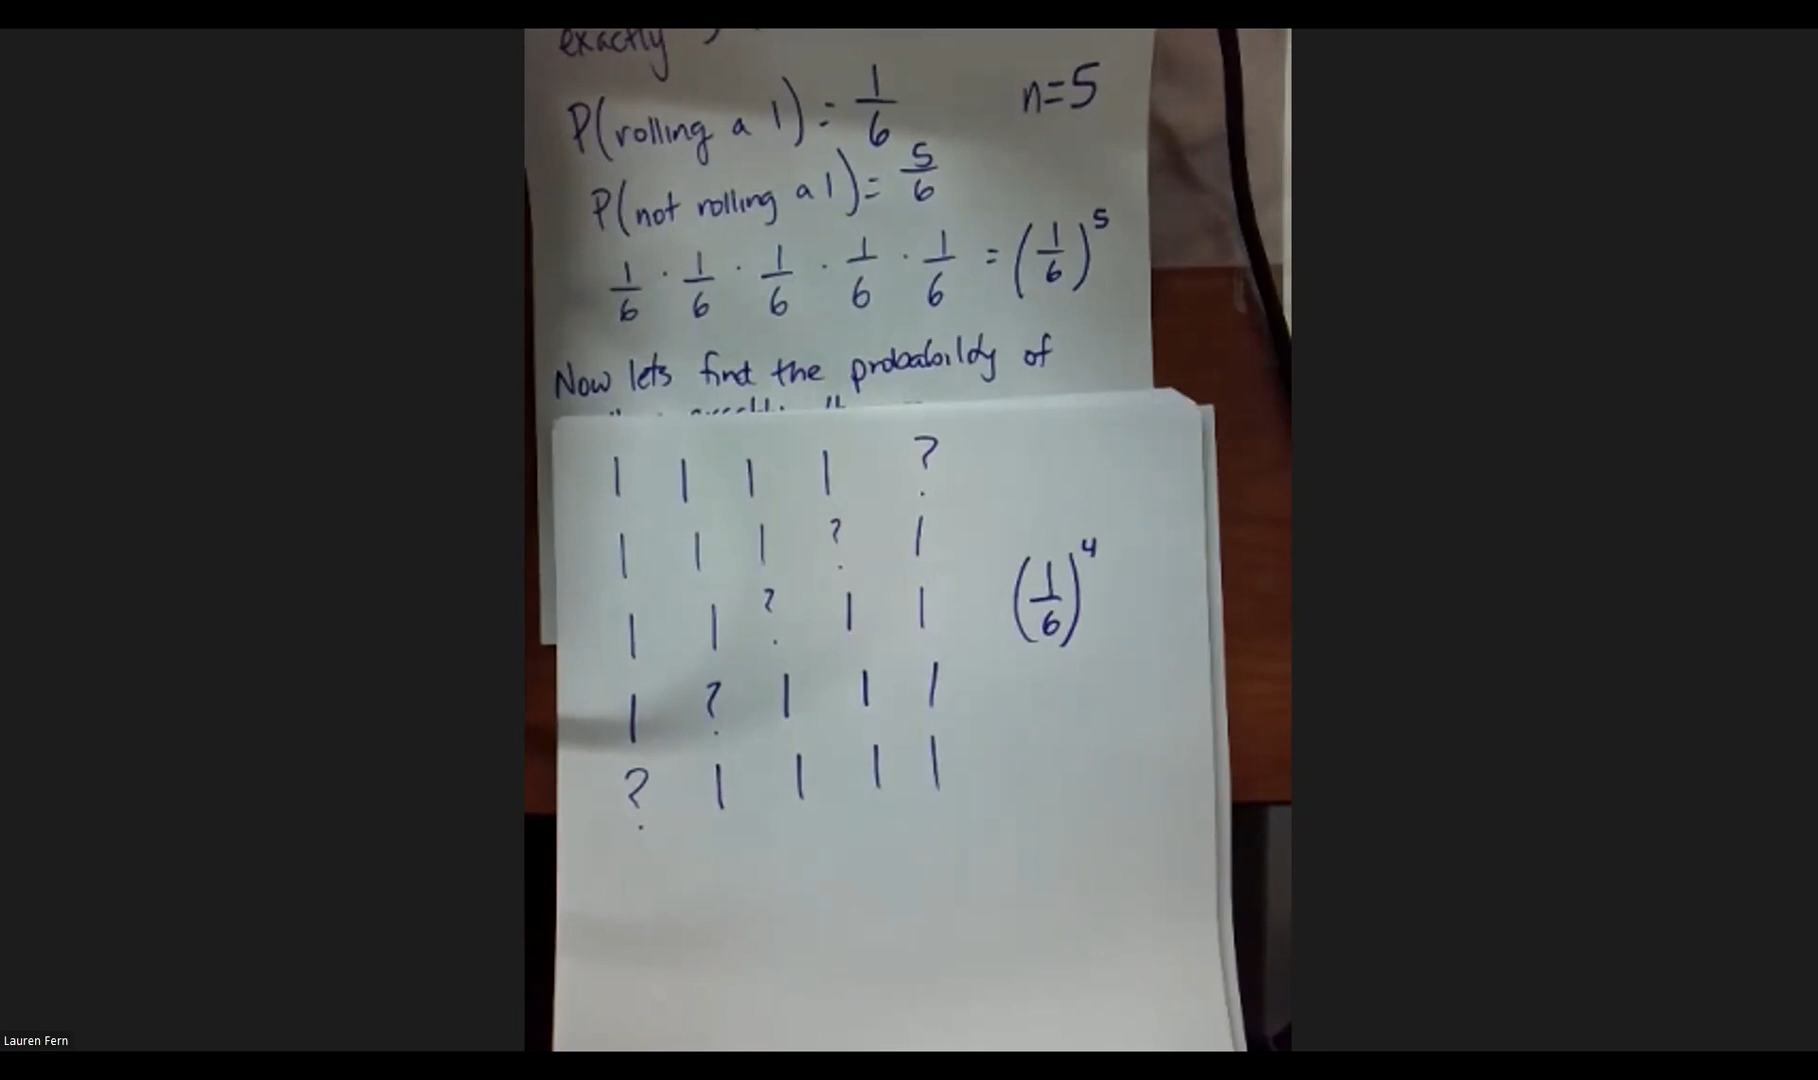 exactly
P(rolling a 1) = 1/6 n=5
P(not rolling a 1) = 5/6
1/6 · 1/6 · 1/6 · 1/6 · 1/6 = (1/6)^5
Now lets find the probaboildy of
1 1 1 1 ?
1 1 1 ? 1
1 1 ? 1 1 (1/6)^4
1 ? 1 1 1
? 1 1 1 1
Lauren Fern